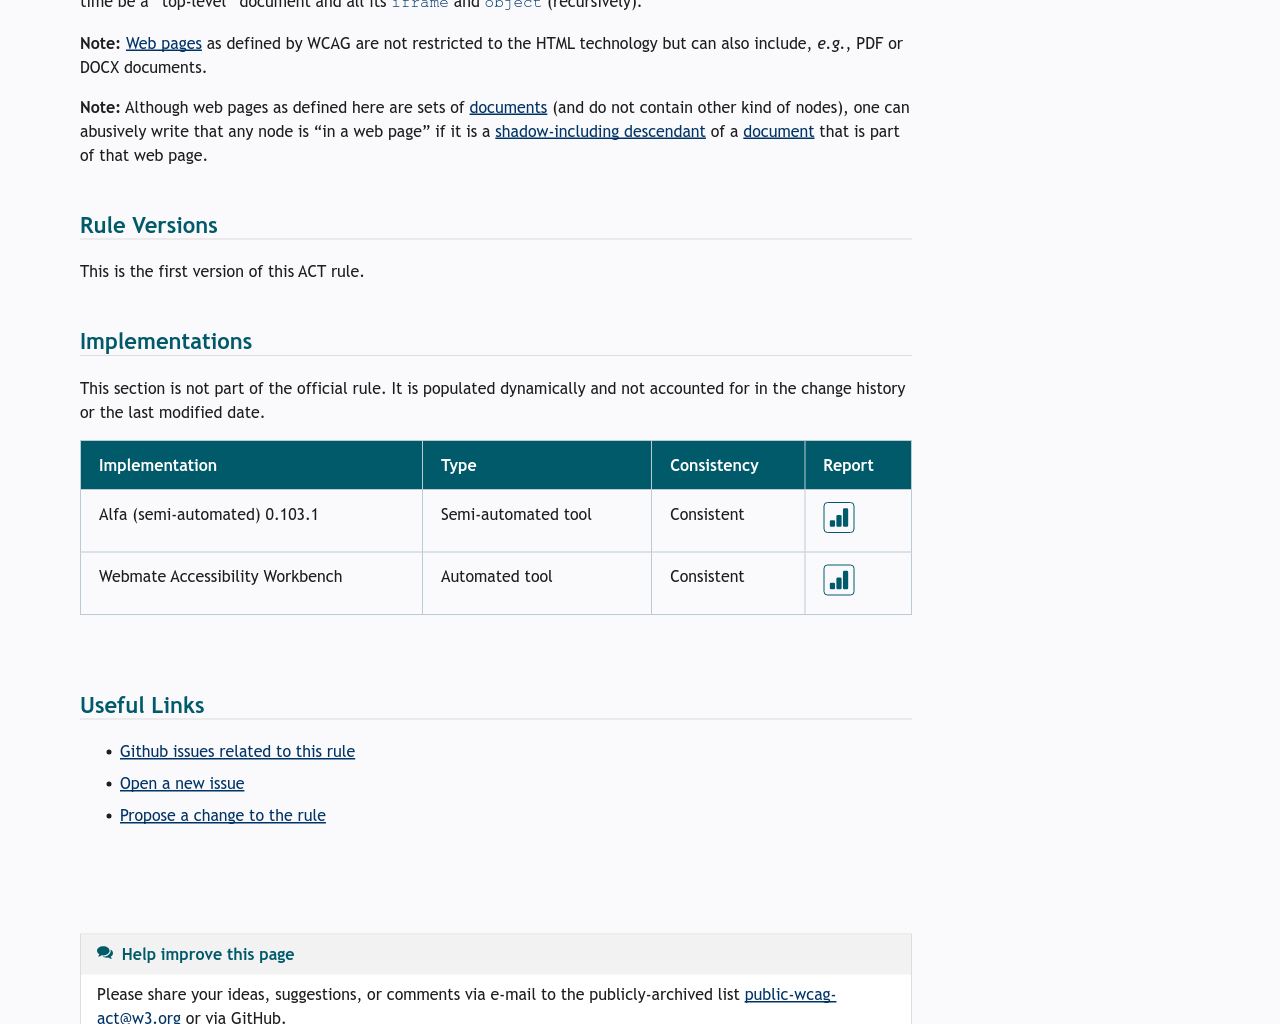 time be a "top-level" document and all its iframe and object (recursively).
Note: Web pages as defined by WCAG are not restricted to the HTML technology but can also include, e.g., PDF or
DOCX documents.
Note: Although web pages as defined here are sets of documents (and do not contain other kind of nodes), one can
abusively write that any node is “in a web page” if it is a shadow-including descendant of a document that is part
of that web page.
Rule Versions
This is the first version of this ACT rule.
Implementations
This section is not part of the official rule. It is populated dynamically and not accounted for in the change history
or the last modified date.
Implementation Type Consistency Report
Alfa (semi-automated) 0.103.1 Semi-automated tool Consistent
Webmate Accessibility Workbench Automated tool Consistent
Useful Links
• Github issues related to this rule
• Open a new issue
• Propose a change to the rule
Help improve this page
Please share your ideas, suggestions, or comments via e-mail to the publicly-archived list public-wcag-
act@w3.org or via GitHub.